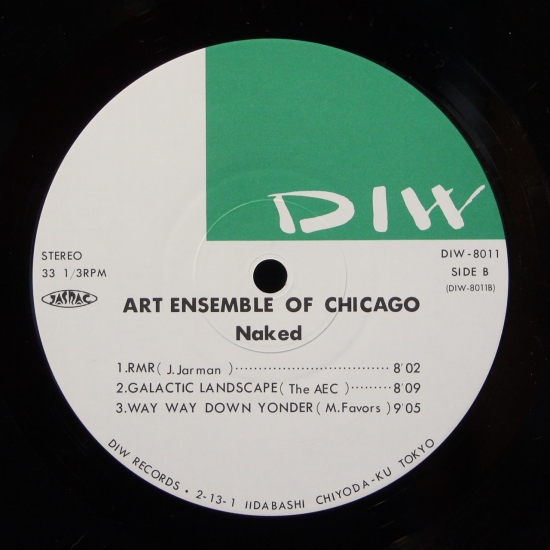 DIW
STEREO
33 1/3RPM
JASRAC
DIW-8011
SIDE B
(DIW-8011B)
ART ENSEMBLE OF CHICAGO
Naked
1.RMR( J.Jarman )································8′02
2.GALACTIC LANDSCAPE( The AEC )·········8′09
3.WAY WAY DOWN YONDER( M.Favors )9′05
DIW RECORDS • 2-13-1 IIDABASHI CHIYODA-KU TOKYO